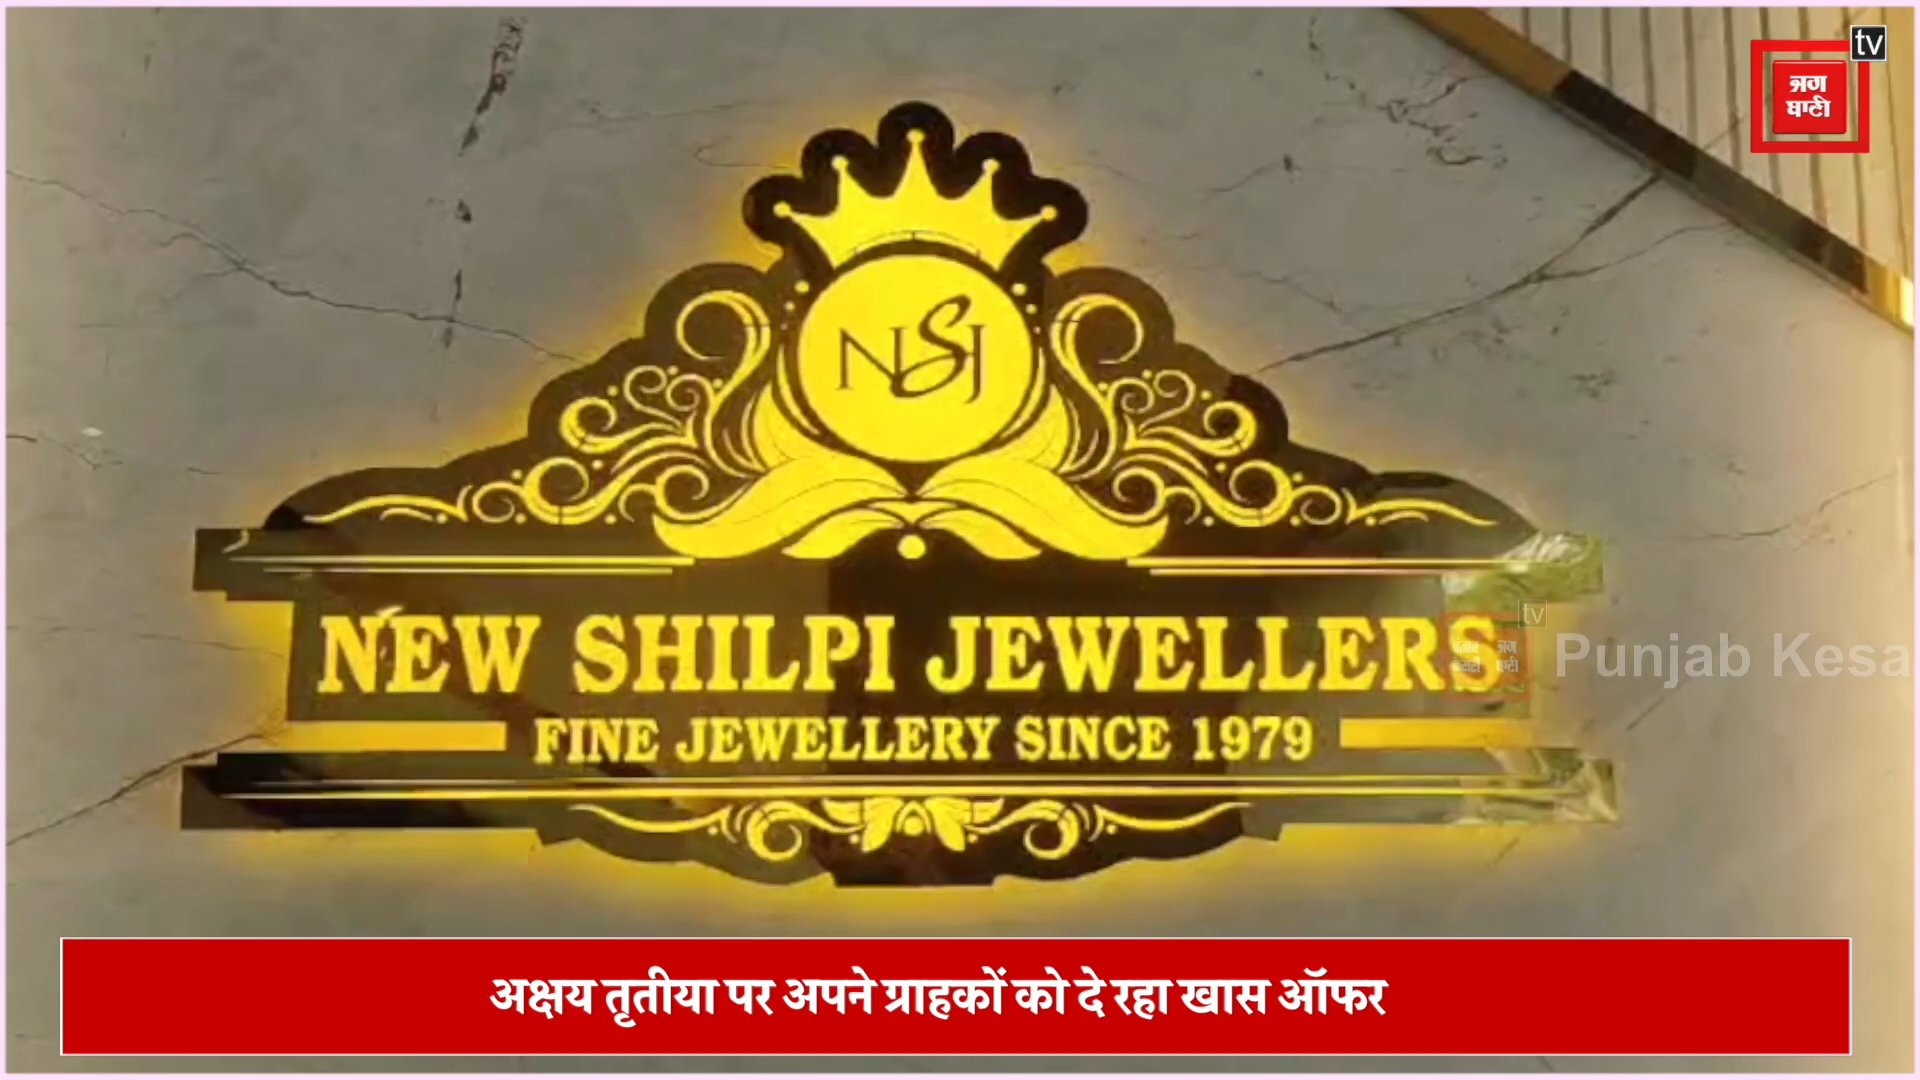 tv
जग
बाणी
NSJ
NEW SHILPI JEWELLERS
FINE JEWELLERY SINCE 1979
tv
Punjab Kesa
अक्षय तृतीया पर अपने ग्राहकों को दे रहा खास ऑफर